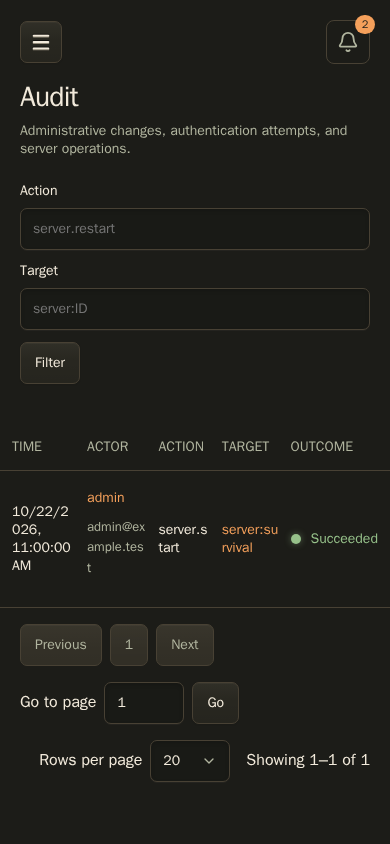 2
Audit
Administrative changes, authentication attempts, and
server operations.
Action
server.restart
Target
server:ID
Filter
TIME ACTOR ACTION TARGET OUTCOME
10/22/2
026,
11:00:00
AM
admin
admin@ex
ample.tes
t
server.s
tart
server:su
rvival
Succeeded
Previous 1 Next
Go to page 1 Go
Rows per page 20 Showing 1–1 of 1